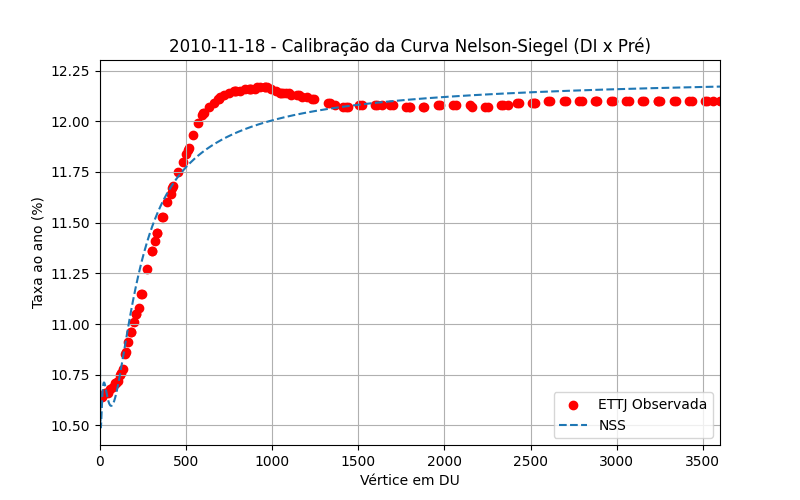 2010-11-18 - Calibração da Curva Nelson-Siegel (DI x Pré)
12.25
12.00
11.75
11.50
11.25
11.00
10.75
10.50
Taxa ao ano (%)
0 500 1000 1500 2000 2500 3000 3500
Vértice em DU
ETTJ Observada
NSS